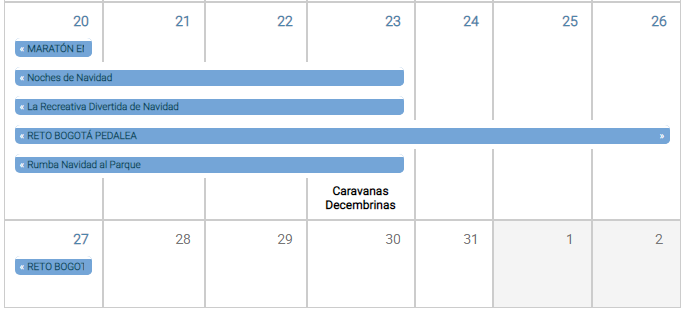 20 21 22 23 24 25 26
« MARATÓN EI
« Noches de Navidad
« La Recreativa Divertida de Navidad
« RETO BOGOTÁ PEDALEA »
« Rumba Navidad al Parque
Caravanas
Decembrinas
27 28 29 30 31 1 2
« RETO BOGOT